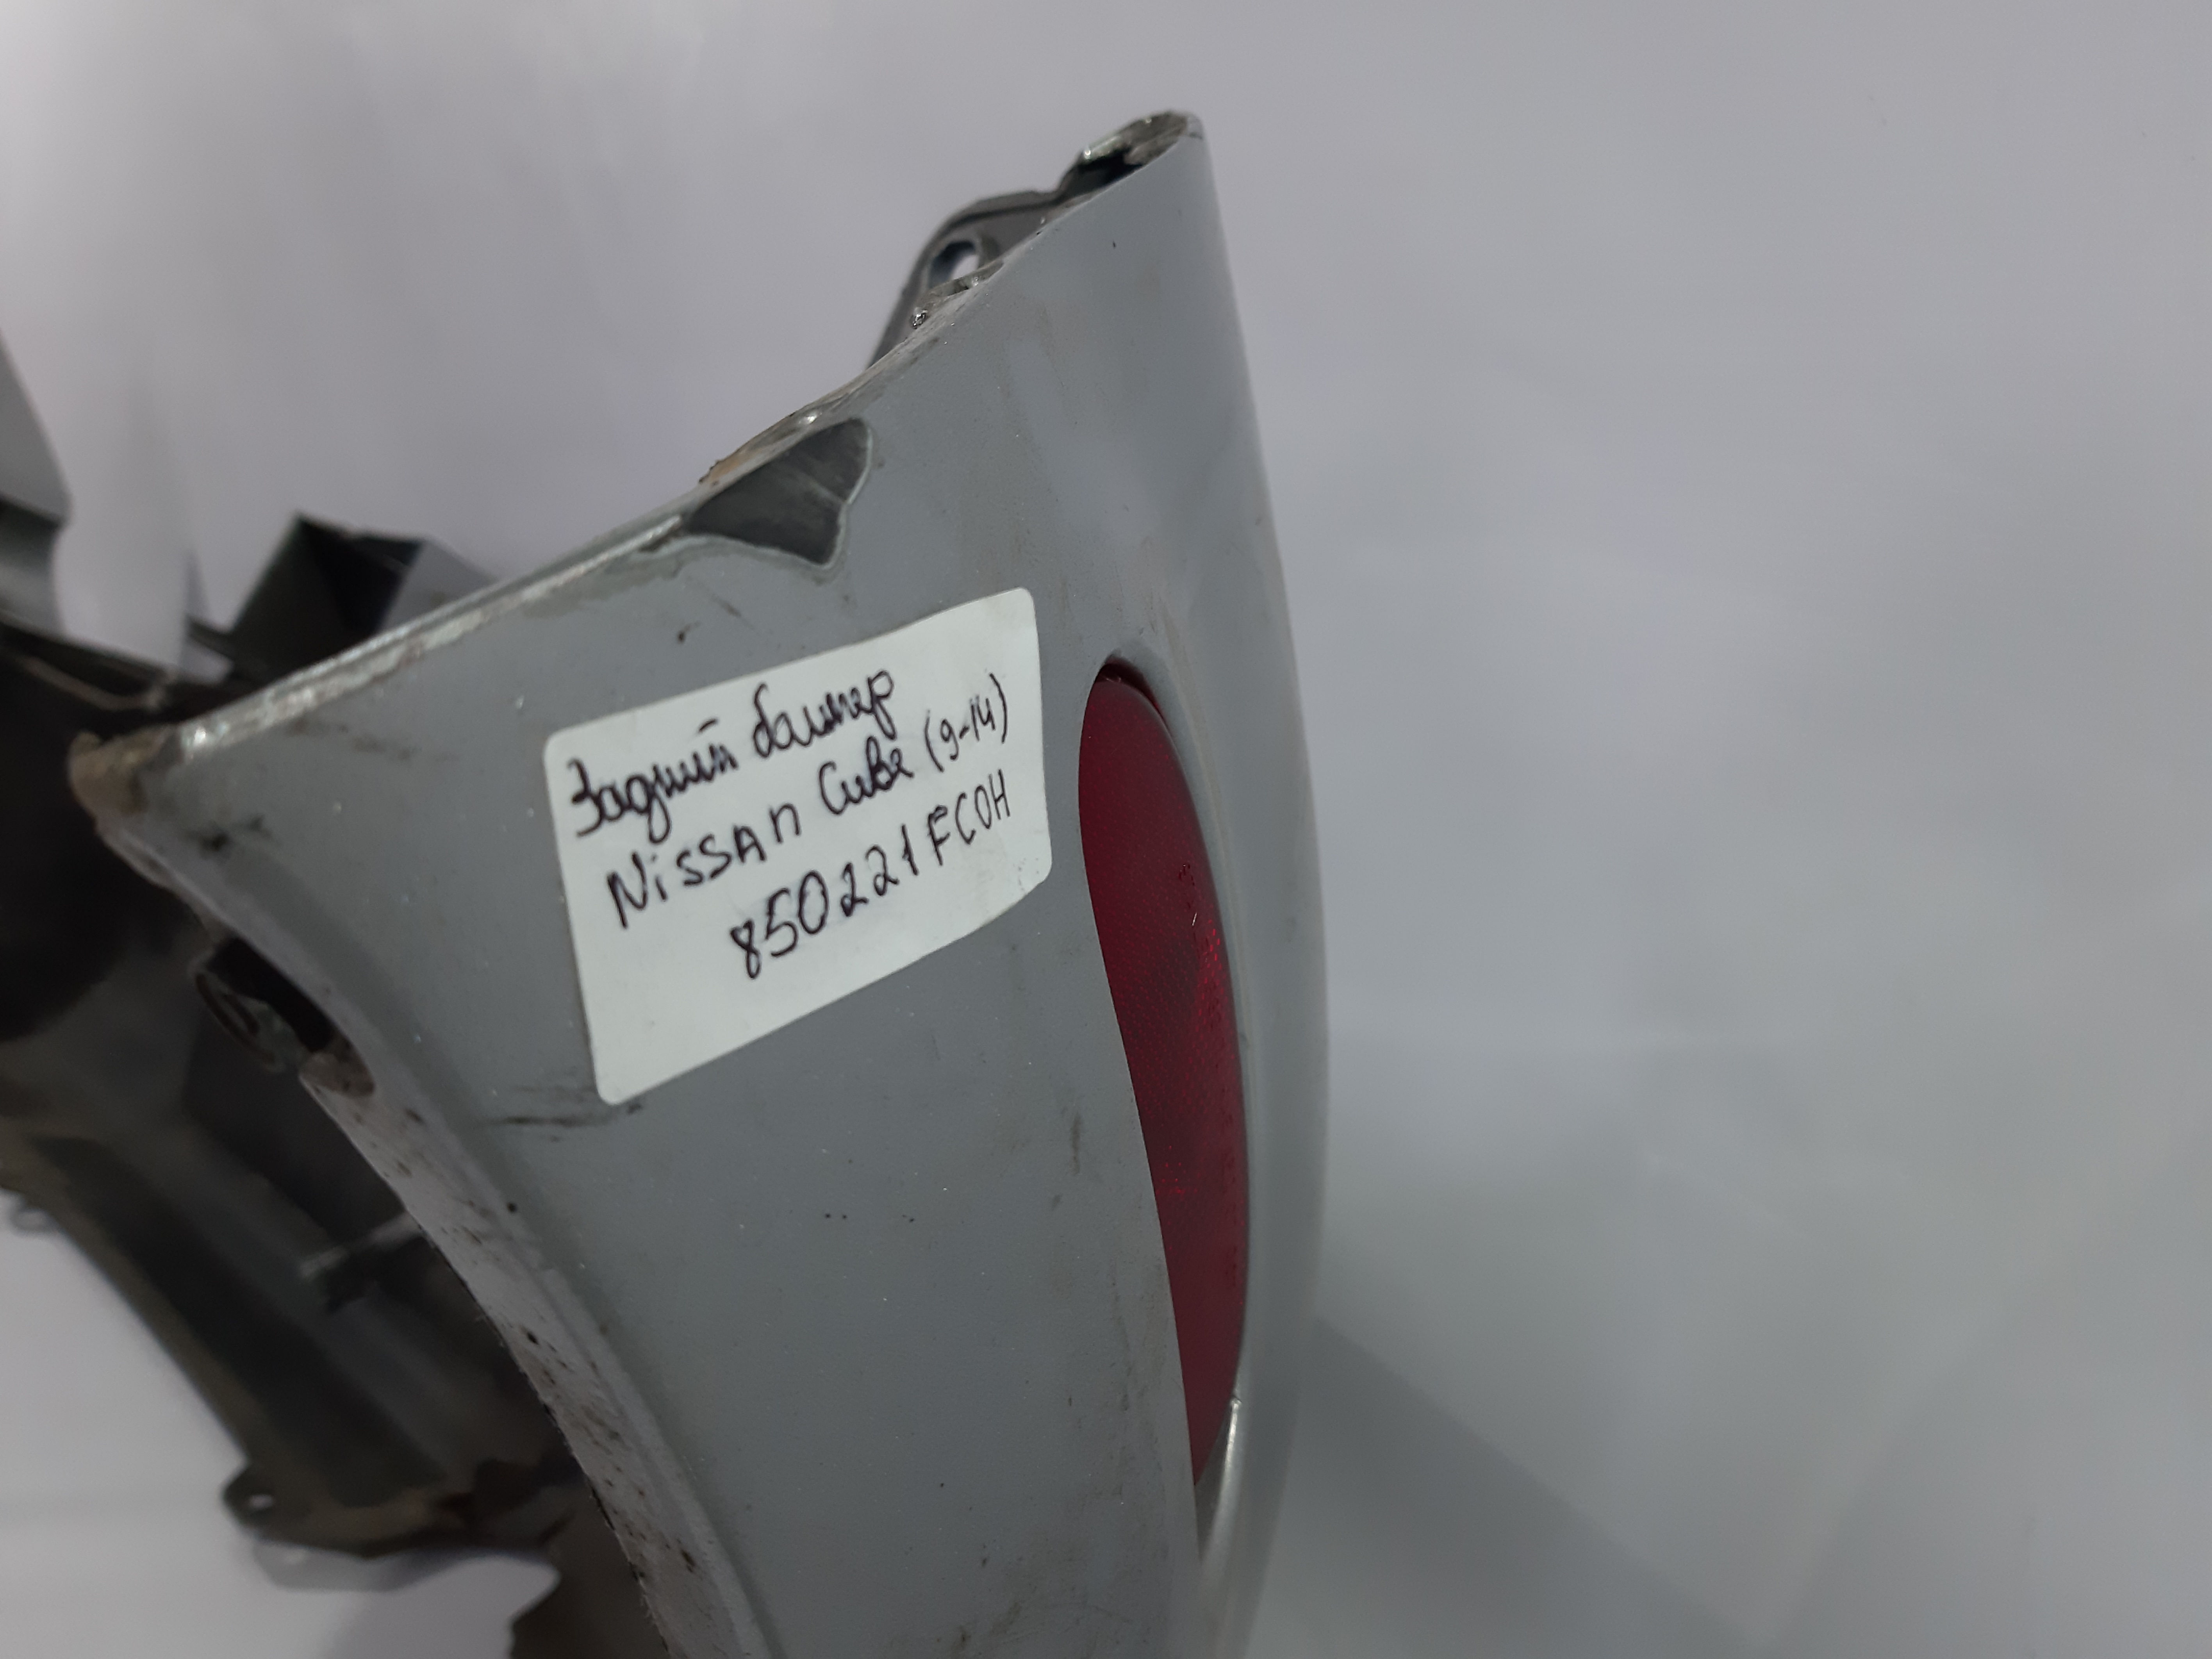 Задний бампер
Nissan Cube (9-14)
850221FC0H